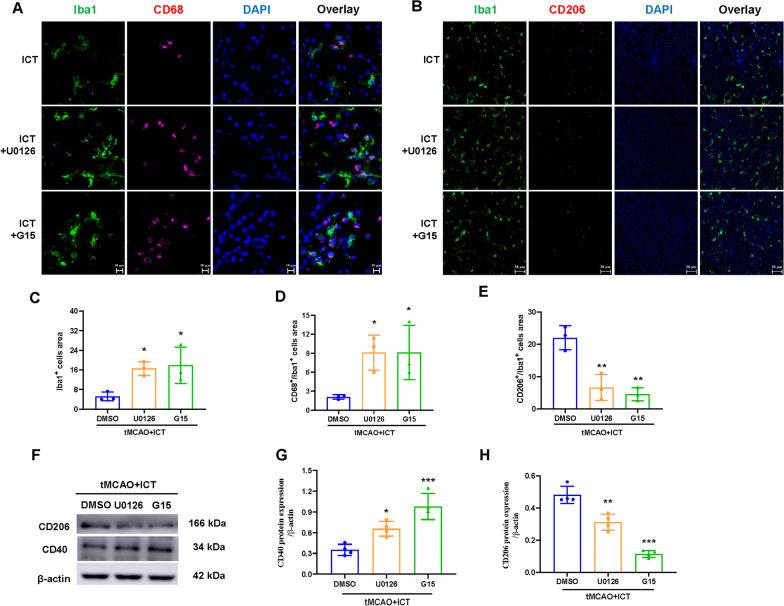 A
Iba1 CD68 DAPI Overlay
ICT
ICT
+U0126
ICT
+G15
B
Iba1 CD206 DAPI Overlay
ICT
ICT
+U0126
ICT
+G15
C
Iba1+ cells area
40
32
24
16
8
0
* *
DMSO U0126 G15
tMCAO+ICT
D
CD68+/Iba1+ cells area
15
12
9
6
3
0
* *
DMSO U0126 G15
tMCAO+ICT
E
CD206+/Iba1+ cells area
30
20
10
0
** **
DMSO U0126 G15
tMCAO+ICT
F
tMCAO+ICT
DMSO U0126 G15
CD206 166 kDa
CD40 34 kDa
β-actin 42 kDa
G
CD40 protein expression
/β-actin
1.5
1.2
0.9
0.6
0.3
0.0
* ***
DMSO U0126 G15
tMCAO+ICT
H
CD206 protein expression
/β-actin
0.8
0.6
0.4
0.2
0.0
** ***
DMSO U0126 G15
tMCAO+ICT